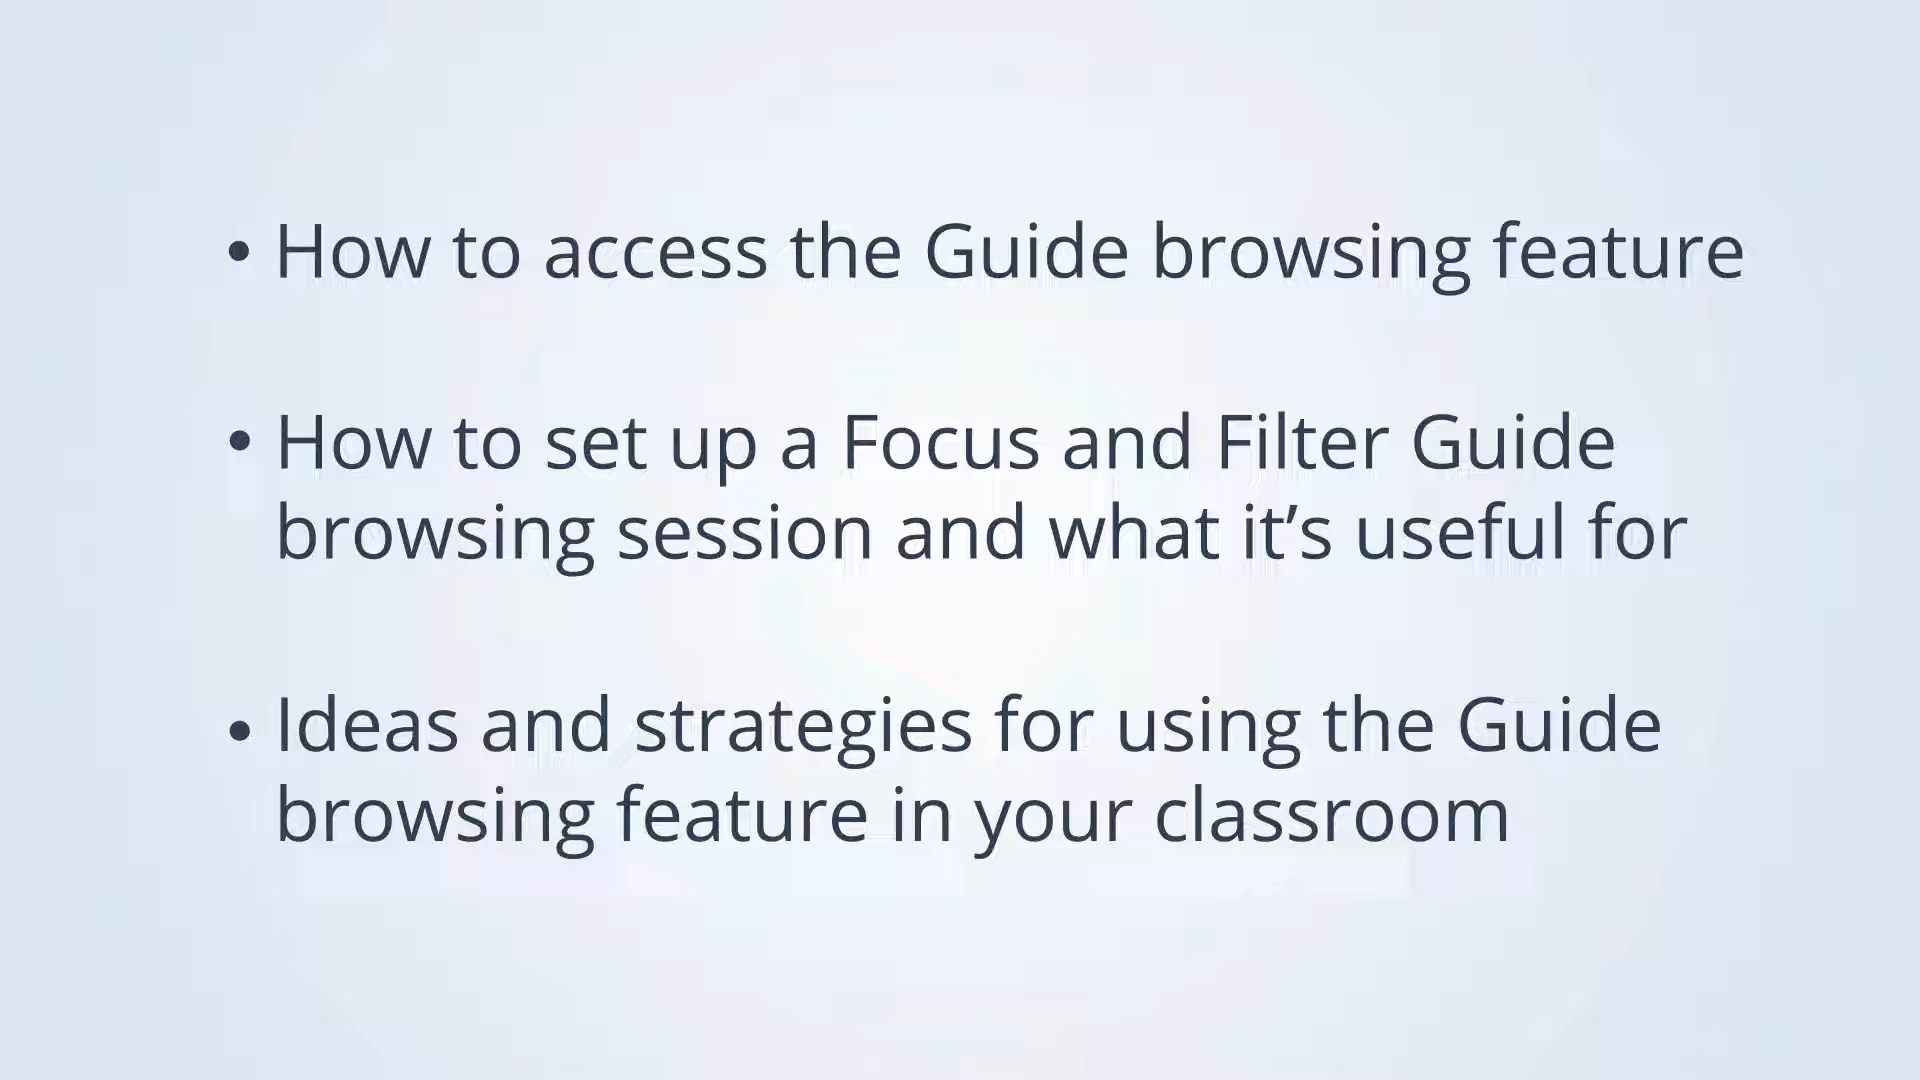 • How to access the Guide browsing feature
• How to set up a Focus and Filter Guide
browsing session and what it’s useful for
• Ideas and strategies for using the Guide
browsing feature in your classroom